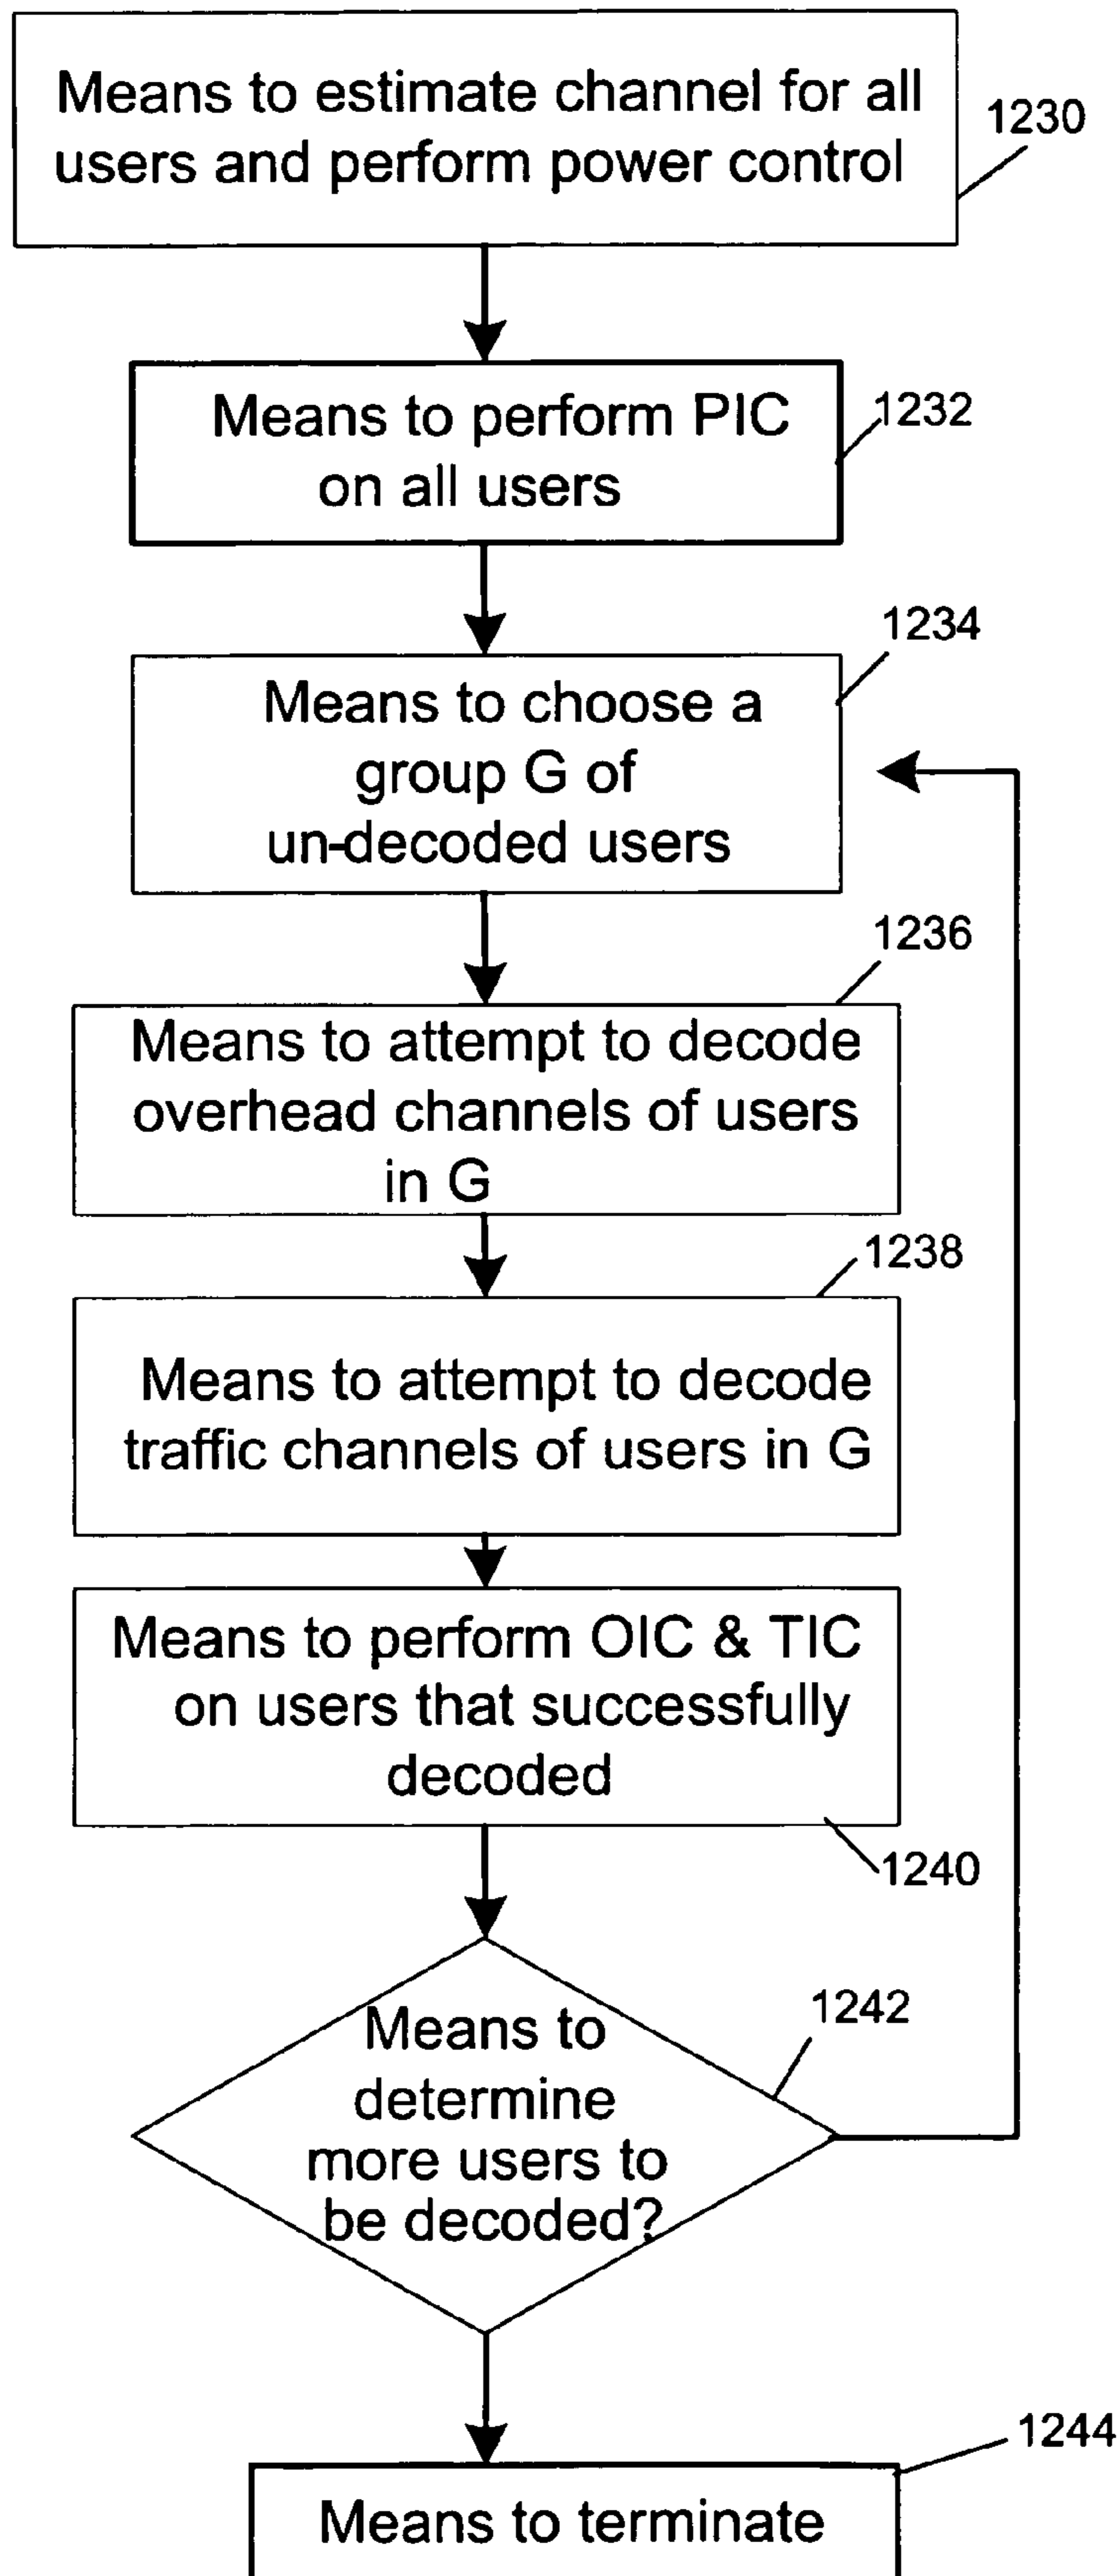 Means to estimate channel for all
users and perform power control
1230
Means to perform PIC
on all users
1232
1234
Means to choose a
group G of
un-decoded users
1236
Means to attempt to decode
overhead channels of users
in G
1238
Means to attempt to decode
traffic channels of users in G
Means to perform OIC & TIC
on users that successfully
decoded
1240
1242
Means to
determine
more users to
be decoded?
1244
Means to terminate